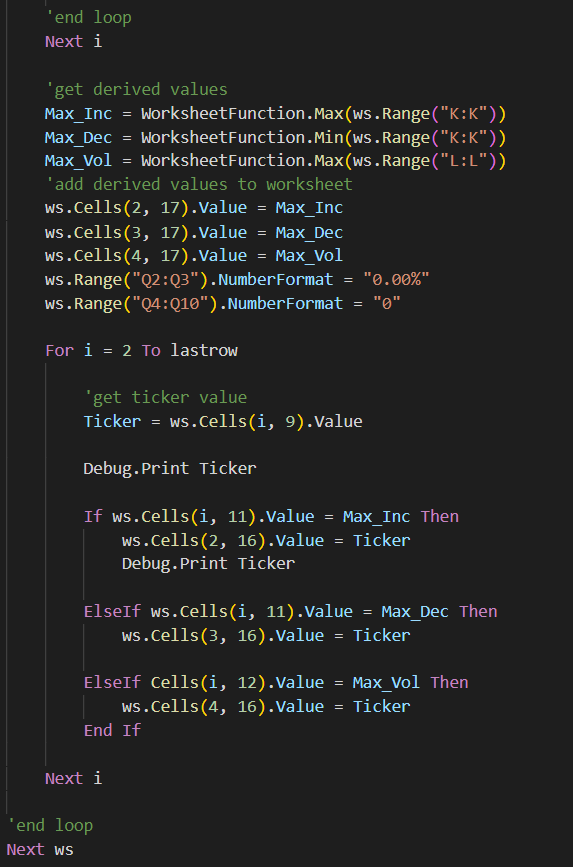 'end loop
Next i
'get derived values
Max_Inc = WorksheetFunction.Max(ws.Range("K:K"))
Max_Dec = WorksheetFunction.Min(ws.Range("K:K"))
Max_Vol = WorksheetFunction.Max(ws.Range("L:L"))
'add derived values to worksheet
ws.Cells(2, 17).Value = Max_Inc
ws.Cells(3, 17).Value = Max_Dec
ws.Cells(4, 17).Value = Max_Vol
ws.Range("Q2:Q3").NumberFormat = "0.00%"
ws.Range("Q4:Q10").NumberFormat = "0"
For i = 2 To lastrow
'get ticker value
Ticker = ws.Cells(i, 9).Value
Debug.Print Ticker
If ws.Cells(i, 11).Value = Max_Inc Then
ws.Cells(2, 16).Value = Ticker
Debug.Print Ticker
ElseIf ws.Cells(i, 11).Value = Max_Dec Then
ws.Cells(3, 16).Value = Ticker
ElseIf Cells(i, 12).Value = Max_Vol Then
ws.Cells(4, 16).Value = Ticker
End If
Next i
'end loop
Next ws